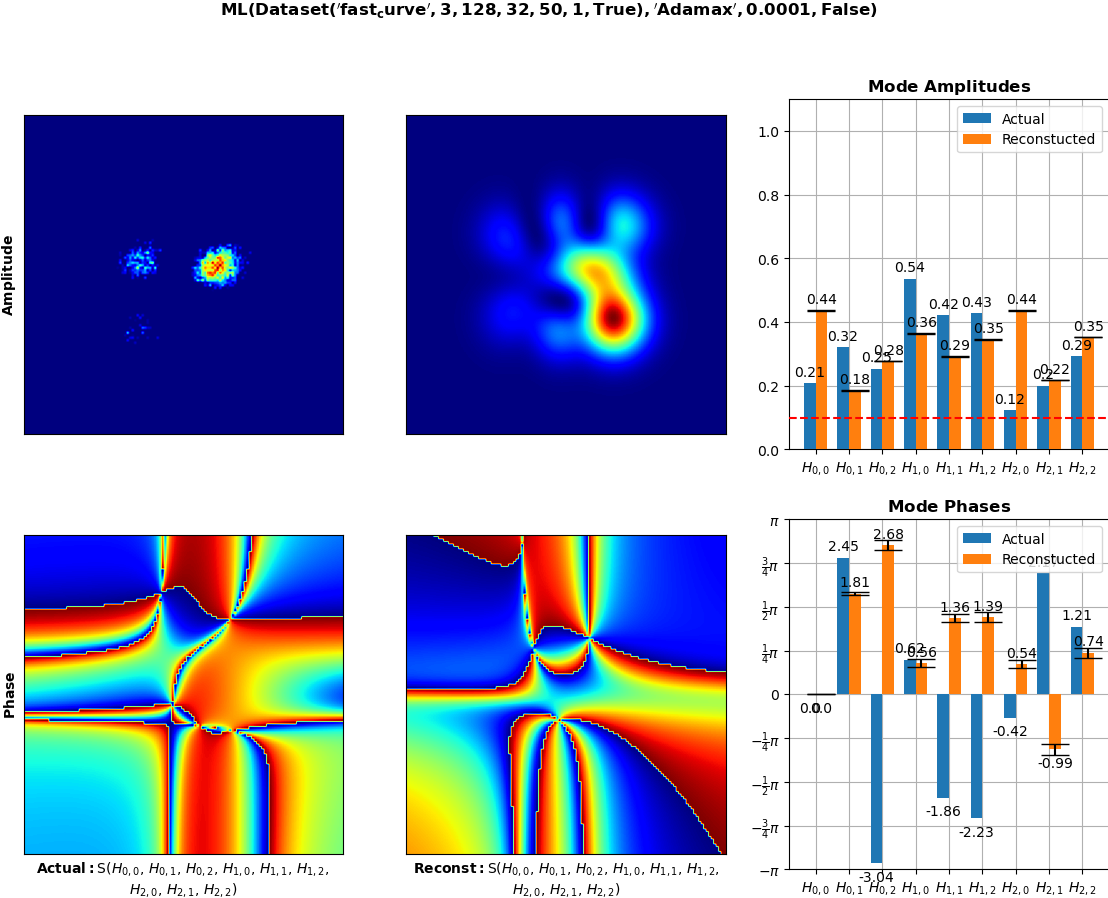 ML(Dataset('fast_curve', 3, 128, 32, 50, 1, True), 'Adamax', 0.0001, False)
Amplitude
Mode Amplitudes
Actual
Reconstucted
1.0
0.8
0.6
0.4
0.2
0.0
0.21
0.44
0.32
0.18
0.25
0.28
0.54
0.36
0.42
0.29
0.43
0.35
0.12
0.44
0.2
0.22
0.29
0.35
H0,0 H0,1 H0,2 H1,0 H1,1 H1,2 H2,0 H2,1 H2,2
Phase
Actual: S(H0,0, H0,1, H0,2, H1,0, H1,1, H1,2,
H2,0, H2,1, H2,2)
Reconst: S(H0,0, H0,1, H0,2, H1,0, H1,1, H1,2,
H2,0, H2,1, H2,2)
Mode Phases
Actual
Reconstucted
π
3/4π
1/2π
1/4π
0
−1/4π
−1/2π
−3/4π
−π
0.0
2.45
1.81
-3.04
2.68
0.62
0.56
-1.86
1.36
-2.23
1.39
-0.42
0.54
-0.99
1.21
0.74
H0,0 H0,1 H0,2 H1,0 H1,1 H1,2 H2,0 H2,1 H2,2